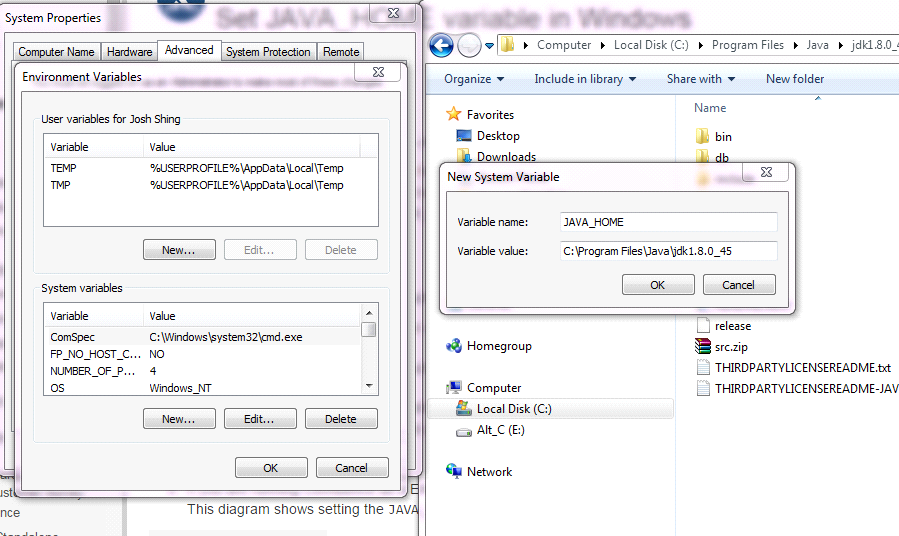 Set JAVA_HOME variable in Windows
System Properties
Computer Name
Hardware
Advanced
System Protection
Remote
Environment Variables
User variables for Josh Shing
Variable Value
TEMP %USERPROFILE%\AppData\Local\Temp
TMP %USERPROFILE%\AppData\Local\Temp
New... Edit... Delete
System variables
Variable Value
ComSpec C:\Windows\system32\cmd.exe
FP_NO_HOST_C... NO
NUMBER_OF_P... 4
OS Windows_NT
New... Edit... Delete
OK Cancel
This diagram shows setting the JAVA
Computer Local Disk (C:) Program Files Java jdk1.8.0_4
Organize Include in library Share with New folder
Favorites
Desktop
Downloads
Homegroup
Computer
Local Disk (C:)
Alt_C (E:)
Network
Name
bin
db
release
src.zip
THIRDPARTYLICENSEREADME.txt
THIRDPARTYLICENSEREADME-JAV
New System Variable
Variable name: JAVA_HOME
Variable value: C:\Program Files\Java\jdk1.8.0_45
OK Cancel